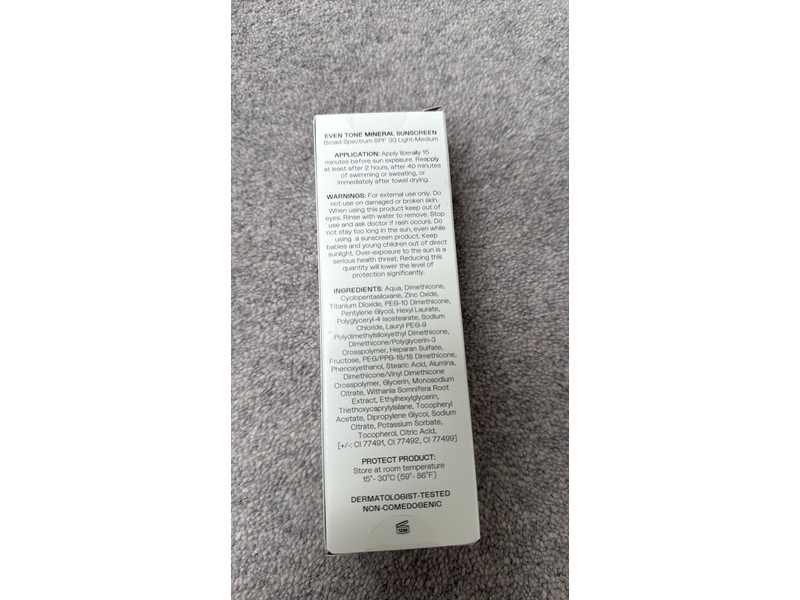 EVEN TONE MINERAL SUNSCREEN
Broad Spectrum SPF 30 Light-Medium
APPLICATION: Apply liberally 15
minutes before sun exposure. Reapply
at least after 2 hours, after 40 minutes
of swimming or sweating, or
immediately after towel drying.
WARNINGS: For external use only. Do
not use on damaged or broken skin.
When using this product keep out of
eyes. Rinse with water to remove. Stop
use and ask doctor if rash occurs. Do
not stay too long in the sun, even while
using a sunscreen product. Keep
babies and young children out of direct
sunlight. Over-exposure to the sun is a
serious health threat. Reducing this
quantity will lower the level of
protection significantly.
INGREDIENTS: Aqua, Dimethicone,
Cyclopentasiloxane, Zinc Oxide,
Titanium Dioxide, PEG-10 Dimethicone,
Pentylene Glycol, Hexyl Laurate,
Polyglyceryl-4 Isostearate, Sodium
Chloride, Lauryl PEG-9
Polydimethylsiloxyethyl Dimethicone,
Dimethicone/Polyglycerin-3
Crosspolymer, Heparan Sulfate,
Fructose, PEG/PPG-18/18 Dimethicone,
Phenoxyethanol, Stearic Acid, Alumina,
Dimethicone/Vinyl Dimethicone
Crosspolymer, Glycerin, Monosodium
Citrate, Withania Somnifera Root
Extract, Ethylhexylglycerin,
Triethoxycaprylylsilane, Tocopheryl
Acetate, Dipropylene Glycol, Sodium
Citrate, Potassium Sorbate,
Tocopherol, Citric Acid,
[+/-: CI 77491, CI 77492, CI 77499]
PROTECT PRODUCT:
Store at room temperature
15°- 30°C (59°- 86°F)
DERMATOLOGIST-TESTED
NON-COMEDOGENIC
12M